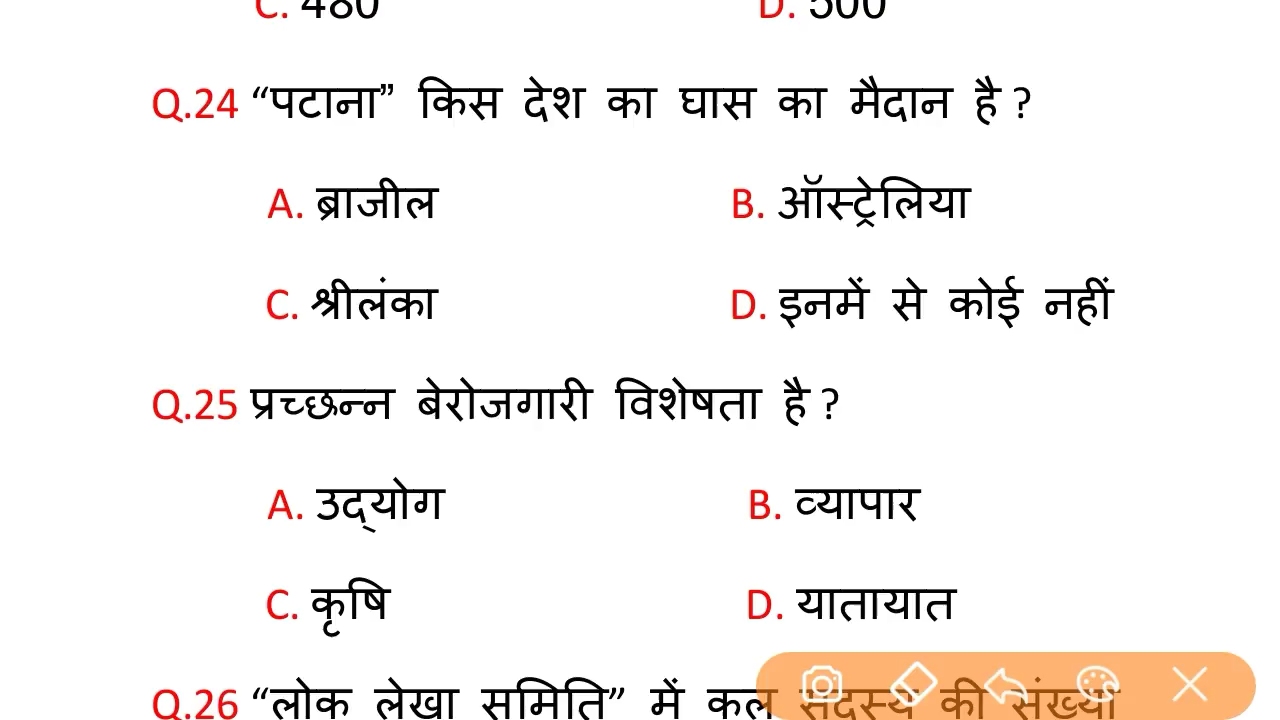 C. 480 D. 500
Q.24 “पटाना” किस देश का घास का मैदान है ?
A. ब्राजील B. ऑस्ट्रेलिया
C. श्रीलंका D. इनमें से कोई नहीं
Q.25 प्रच्छन्न बेरोजगारी विशेषता है ?
A. उद्‌योग B. व्यापार
C. कृषि D. यातायात
Q.26 “लोक लेखा समिति” में कुल सदस्य की संख्या